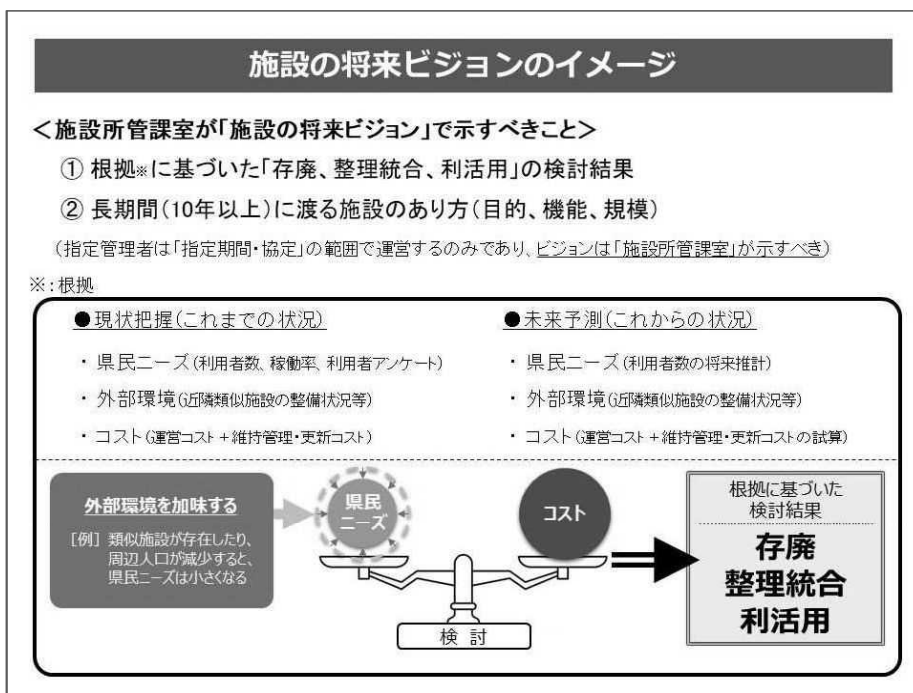 施設の将来ビジョンのイメージ
＜施設所管課室が「施設の将来ビジョン」で示すべきこと＞
① 根拠※に基づいた「存廃、整理統合、利活用」の検討結果
② 長期間(10年以上)に渡る施設のあり方(目的、機能、規模)
(指定管理者は「指定期間・協定」の範囲で運営するのみであり、ビジョンは「施設所管課室」が示すべき)
※：根拠
●現状把握(これまでの状況)
・ 県民ニーズ(利用者数、稼働率、利用者アンケート)
・ 外部環境(近隣類似施設の整備状況等)
・ コスト(運営コスト＋維持管理・更新コスト)
●未来予測(これからの状況)
・ 県民ニーズ(利用者数の将来推計)
・ 外部環境(近隣類似施設の整備状況等)
・ コスト(運営コスト＋維持管理・更新コストの試算)
外部環境を加味する
［例］ 類似施設が存在したり、
周辺人口が減少すると、
県民ニーズは小さくなる
県民
ニーズ
コスト
検 討
根拠に基づいた
検討結果
存廃
整理統合
利活用